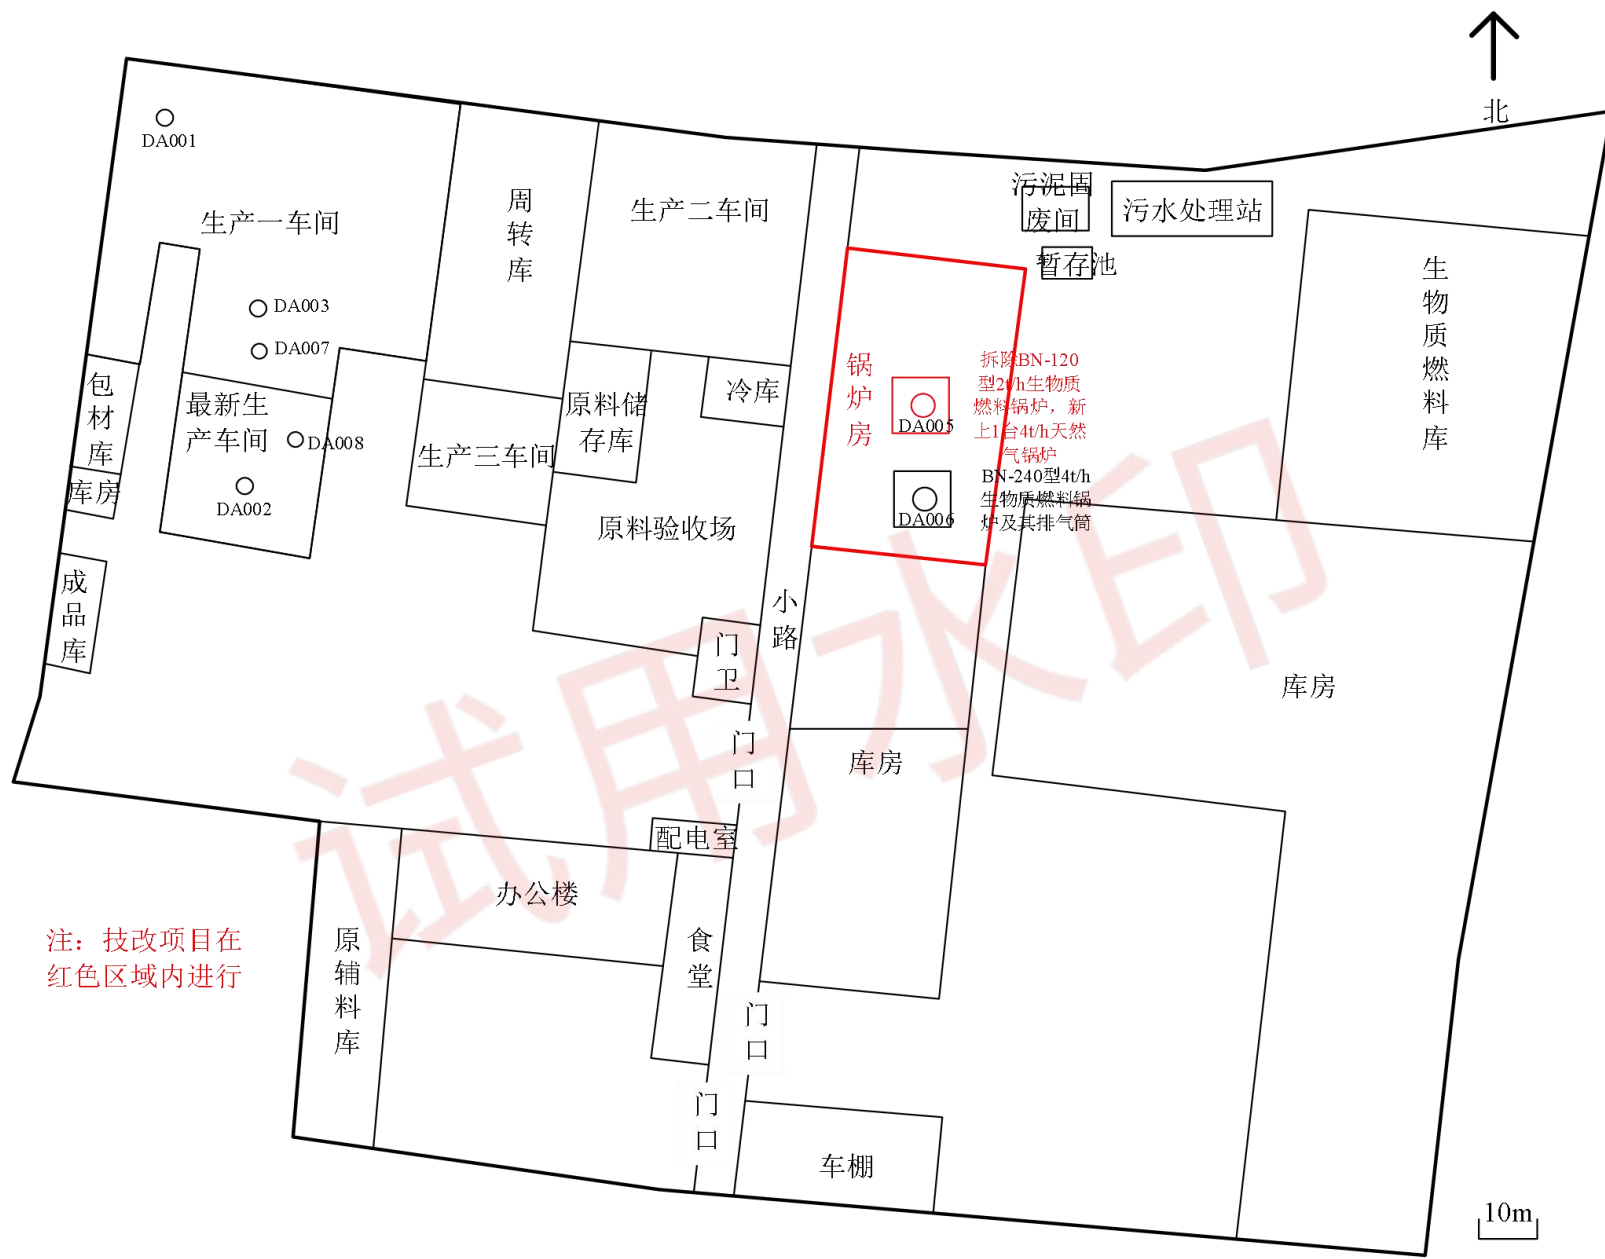 北
DA001
生产一车间
周转库
生产二车间
污泥固
废间
污水处理站
暂存池
生物质燃料库
DA003
DA007
包材库
最新生
产车间
DA008
库房
DA002
成品库
原料储
存库
冷库
生产三车间
原料验收场
锅炉房
DA005
拆除BN-120
型2t/h生物质
燃料锅炉，新
上1台4t/h天然
气锅炉
DA006
BN-240型4t/h
生物质燃料锅
炉及其排气筒
小路
门卫
门口
库房
库房
配电室
办公楼
食堂
原辅料库
注：技改项目在
红色区域内进行
门口
门口
车棚
10m
试用水印